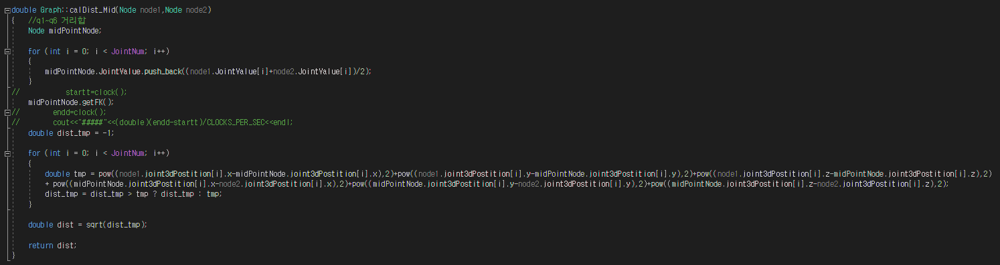 double Graph::calDist_Mid(Node node1,Node node2)
{ //q1~q6 거리합
Node midPointNode;
for (int i = 0; i < JointNum; i++)
{
midPointNode.JointValue.push_back((node1.JointValue[i]+node2.JointValue[i])/2);
}
// startt=clock();
midPointNode.getFK();
// endd=clock();
// cout<<"#####"<<(double)(endd-startt)/CLOCKS_PER_SEC<<endl;
double dist_tmp = -1;
for (int i = 0; i < JointNum; i++)
{
double tmp = pow((node1.joint3dPostition[i].x-midPointNode.joint3dPostition[i].x),2)+pow((node1.joint3dPostition[i].y-midPointNode.joint3dPostition[i].y),2)+pow((node1.joint3dPostition[i].z-midPointNode.joint3dPostition[i].z),2)
+ pow((midPointNode.joint3dPostition[i].x-node2.joint3dPostition[i].x),2)+pow((midPointNode.joint3dPostition[i].y-node2.joint3dPostition[i].y),2)+pow((midPointNode.joint3dPostition[i].z-node2.joint3dPostition[i].z),2);
dist_tmp = dist_tmp > tmp ? dist_tmp : tmp;
}
double dist = sqrt(dist_tmp);
return dist;
}